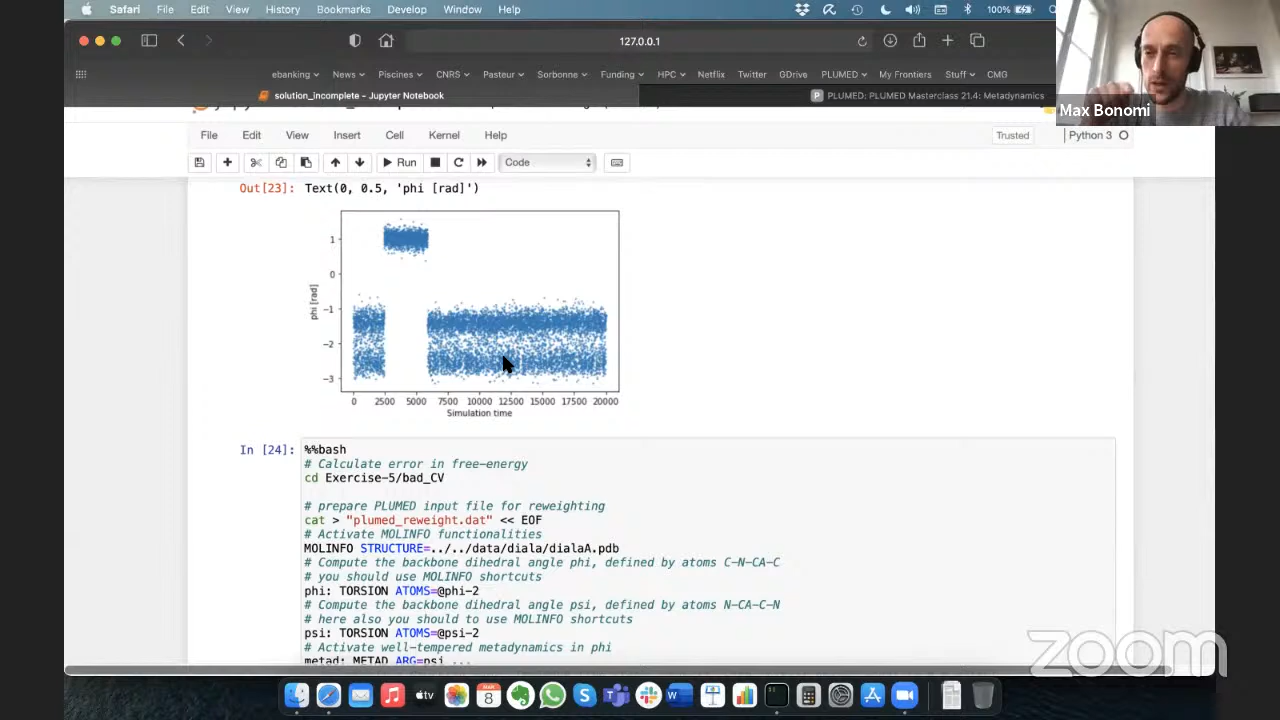 Safari File Edit View History Bookmarks Develop Window Help 100%
127.0.0.1
ebanking News Piscines CNRS Pasteur Sorbonne Funding HPC Netflix Twitter GDrive PLUMED My Frontiers Stuff CMG
solution_incomplete - Jupyter Notebook
P PLUMED: PLUMED Masterclass 21.4: Metadynamics
Max Bonomi
File Edit View Insert Cell Kernel Help
Trusted
Python 3
Run
Code
Out[23]: Text(0, 0.5, 'phi [rad]')
1
0
−1
−2
−3
phi [rad]
0 2500 5000 7500 10000 12500 15000 17500 20000
Simulation time
In [24]: %%bash
# Calculate error in free-energy
cd Exercise-5/bad_CV
# prepare PLUMED input file for reweighting
cat > "plumed_reweight.dat" << EOF
# Activate MOLINFO functionalities
MOLINFO STRUCTURE=../../data/diala/dialaA.pdb
# Compute the backbone dihedral angle phi, defined by atoms C-N-CA-C
# you should use MOLINFO shortcuts
phi: TORSION ATOMS=@phi-2
# Compute the backbone dihedral angle psi, defined by atoms N-CA-C-N
# here also you should to use MOLINFO shortcuts
psi: TORSION ATOMS=@psi-2
# Activate well-tempered metadynamics in phi
metad: METAD ARG=psi ...
zoom
tv
MAR
8